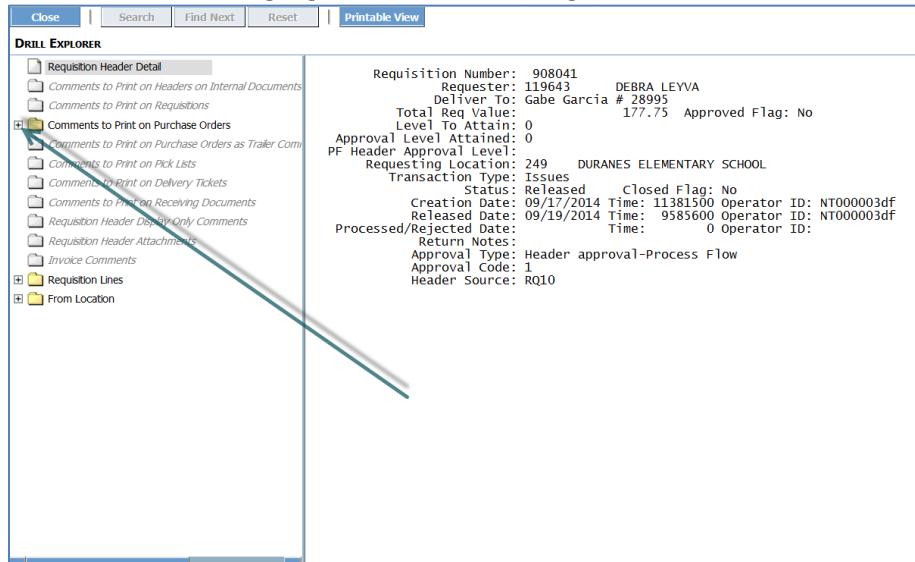 Close Search Find Next Reset Printable View
DRILL EXPLORER
Requisition Header Detail
Comments to Print on Headers on Internal Documents
Comments to Print on Requisitions
Comments to Print on Purchase Orders
Comments to Print on Purchase Orders as Trailer Com
Comments to Print on Pick Lists
Comments to Print on Delivery Tickets
Comments to Print on Receiving Documents
Requisition Header Display Only Comments
Requisition Header Attachments
Invoice Comments
Requisition Lines
From Location
Requisition Number: 908041
Requester: 119643 DEBRA LEYVA
Deliver To: Gabe Garcia # 28995
Total Req Value: 177.75 Approved Flag: No
Level To Attain: 0
Approval Level Attained: 0
PF Header Approval Level:
Requesting Location: 249 DURANES ELEMENTARY SCHOOL
Transaction Type: Issues
Status: Released Closed Flag: No
Creation Date: 09/17/2014 Time: 11381500 Operator ID: NT000003df
Released Date: 09/19/2014 Time: 9585600 Operator ID: NT000003df
Processed/Rejected Date: Time: 0 Operator ID:
Return Notes:
Approval Type: Header approval-Process Flow
Approval Code: 1
Header Source: RQ10